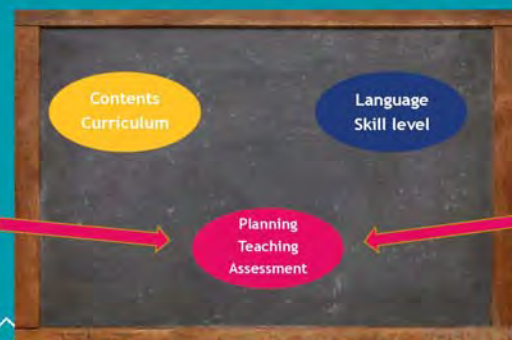 Contents
Curriculum
Language
Skill level
Planning
Teaching
Assessment